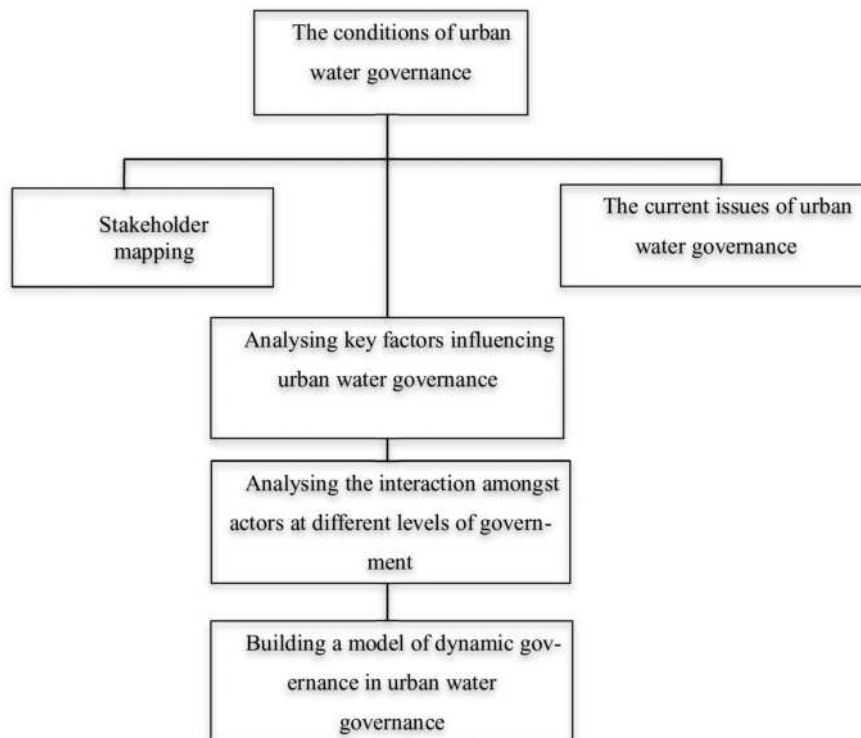 The conditions of urban
water governance
Stakeholder
mapping
The current issues of urban
water governance
Analysing key factors influencing
urban water governance
Analysing the interaction amongst
actors at different levels of govern-
ment
Building a model of dynamic gov-
ernance in urban water
governance